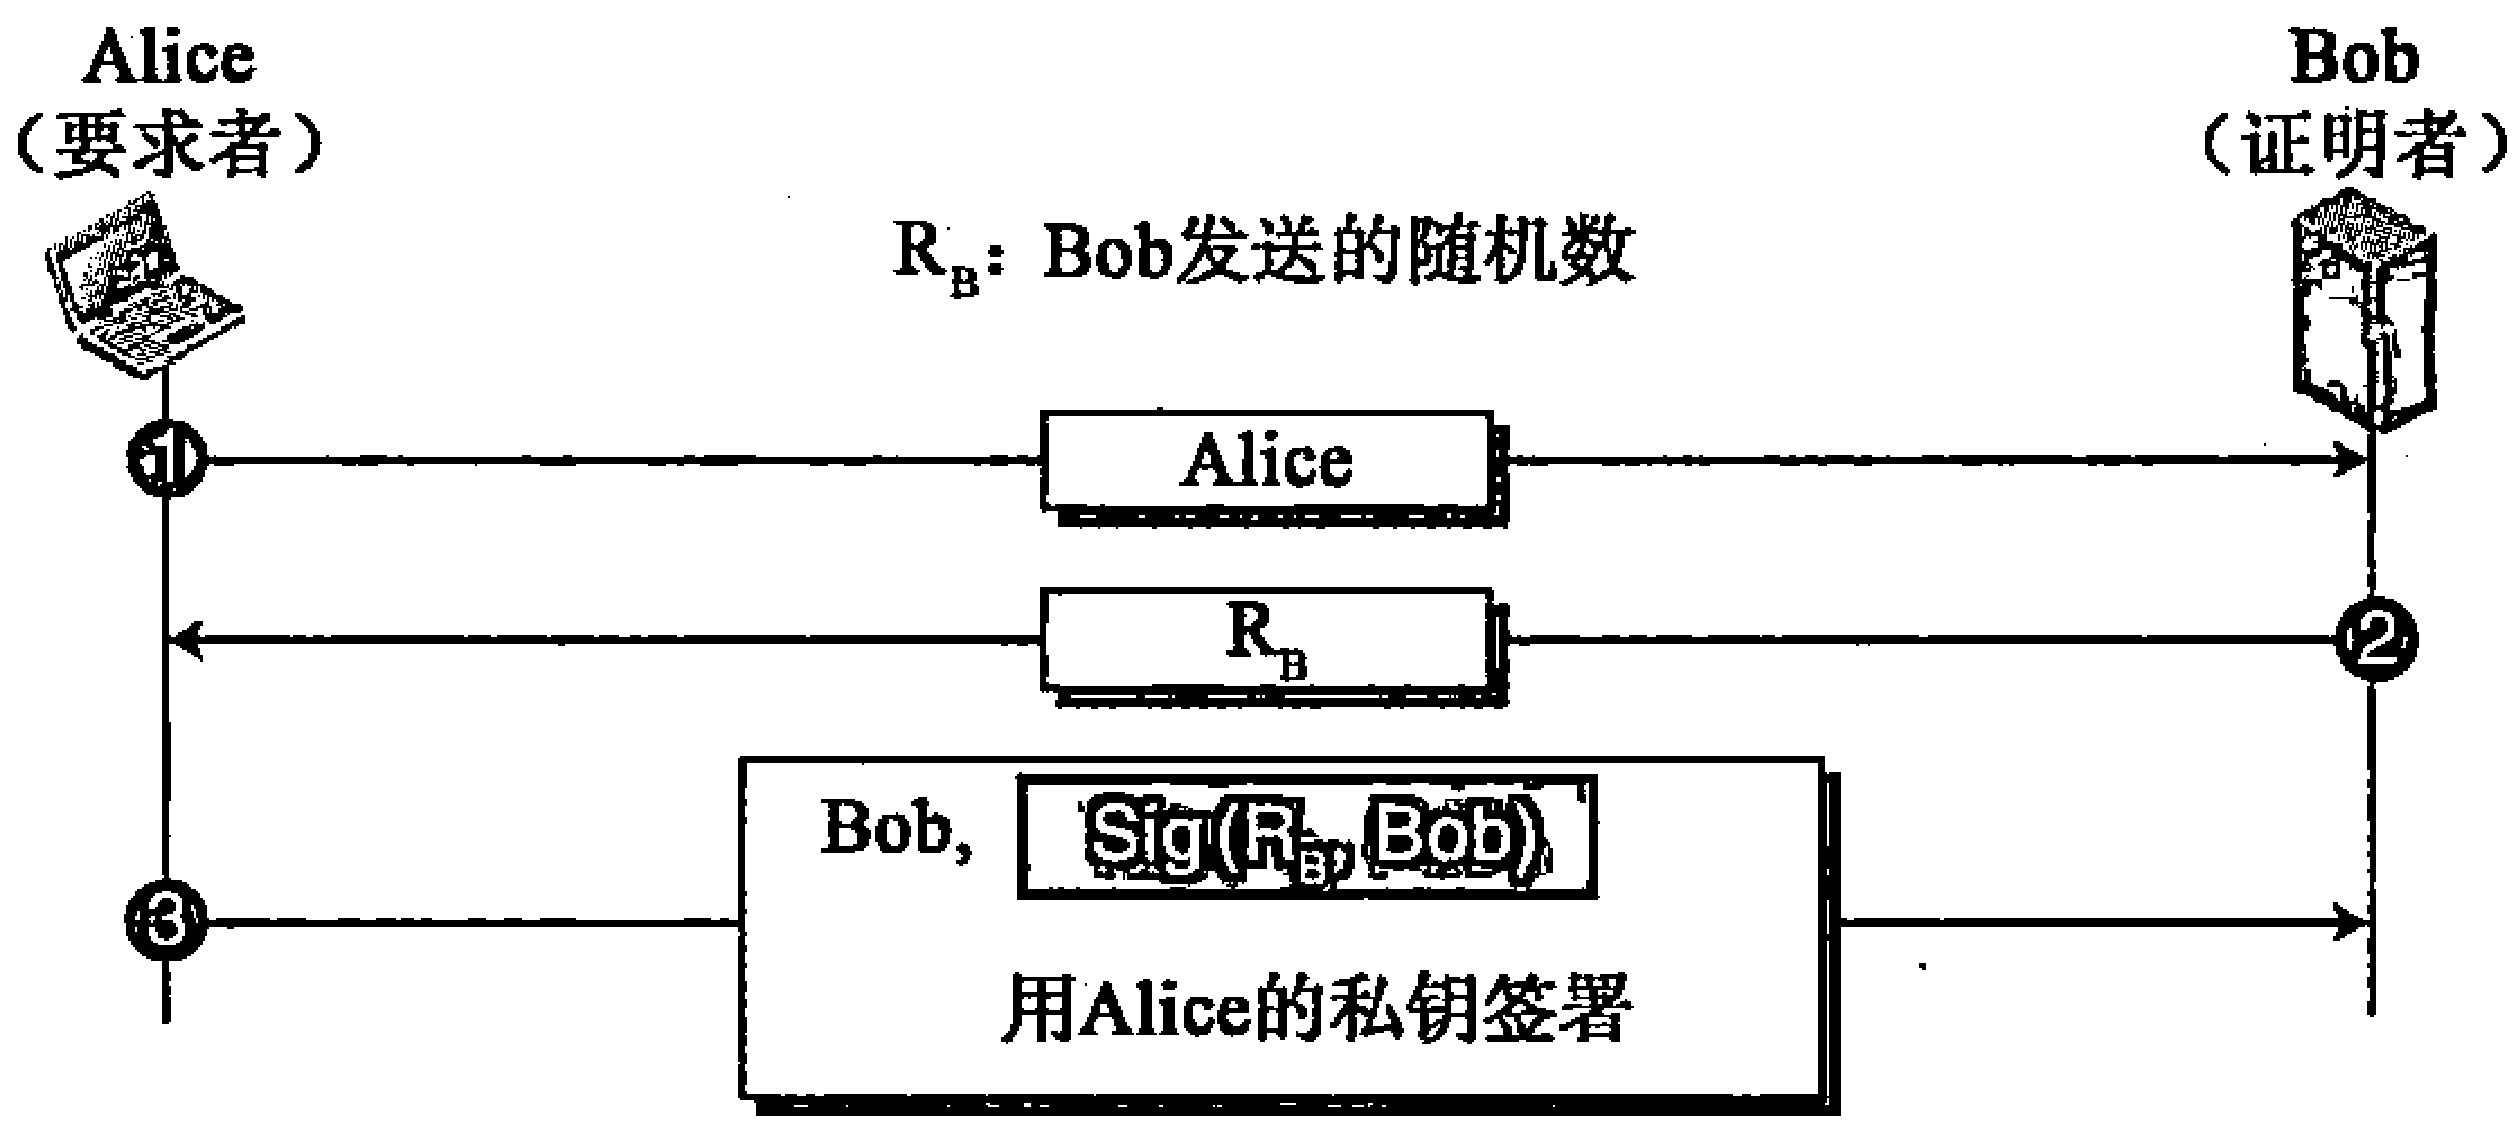 Alice
(要求者)
Bob
(证明者)
R_B: Bob发送的随机数
1
Alice
R_B
2
Bob, Sig(R_B, Bob)
用Alice的私钥签署
3